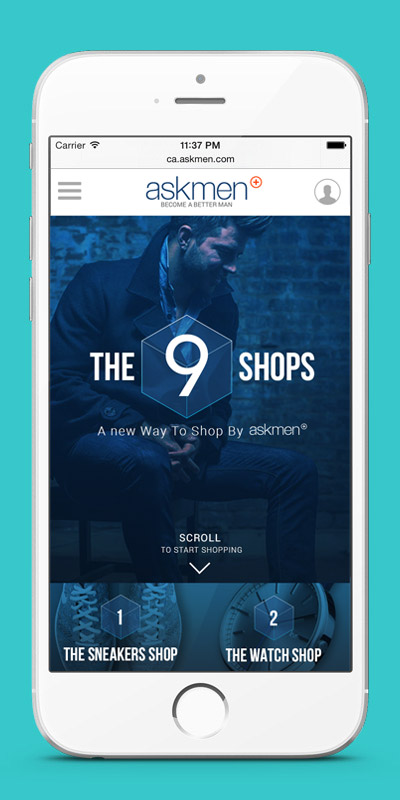 Carrier 11:37 PM
ca.askmen.com
askmen
BECOME A BETTER MAN
THE 9 SHOPS
A new Way To Shop By askmen
SCROLL
TO START SHOPPING
1 2
THE SNEAKERS SHOP THE WATCH SHOP